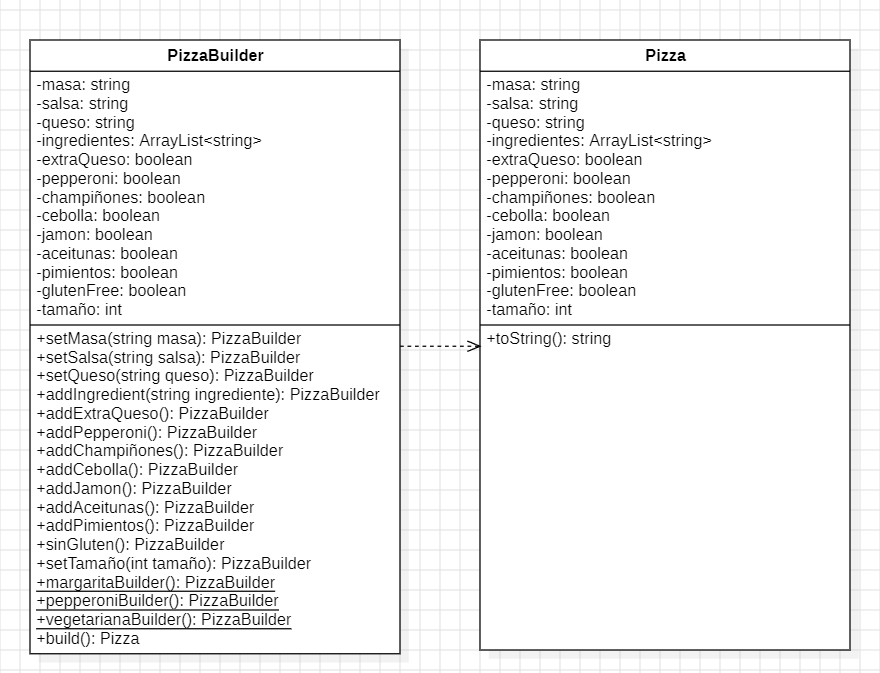 PizzaBuilder
-masa: string
-salsa: string
-queso: string
-ingredientes: ArrayList<string>
-extraQueso: boolean
-pepperoni: boolean
-champiñones: boolean
-cebolla: boolean
-jamon: boolean
-aceitunas: boolean
-pimientos: boolean
-glutenFree: boolean
-tamaño: int
+setMasa(string masa): PizzaBuilder
+setSalsa(string salsa): PizzaBuilder
+setQueso(string queso): PizzaBuilder
+addIngredient(string ingrediente): PizzaBuilder
+addExtraQueso(): PizzaBuilder
+addPepperoni(): PizzaBuilder
+addChampiñones(): PizzaBuilder
+addCebolla(): PizzaBuilder
+addJamon(): PizzaBuilder
+addAceitunas(): PizzaBuilder
+addPimientos(): PizzaBuilder
+sinGluten(): PizzaBuilder
+setTamaño(int tamaño): PizzaBuilder
+margaritaBuilder(): PizzaBuilder
+pepperoniBuilder(): PizzaBuilder
+vegetarianaBuilder(): PizzaBuilder
+build(): Pizza
Pizza
-masa: string
-salsa: string
-queso: string
-ingredientes: ArrayList<string>
-extraQueso: boolean
-pepperoni: boolean
-champiñones: boolean
-cebolla: boolean
-jamon: boolean
-aceitunas: boolean
-pimientos: boolean
-glutenFree: boolean
-tamaño: int
+toString(): string